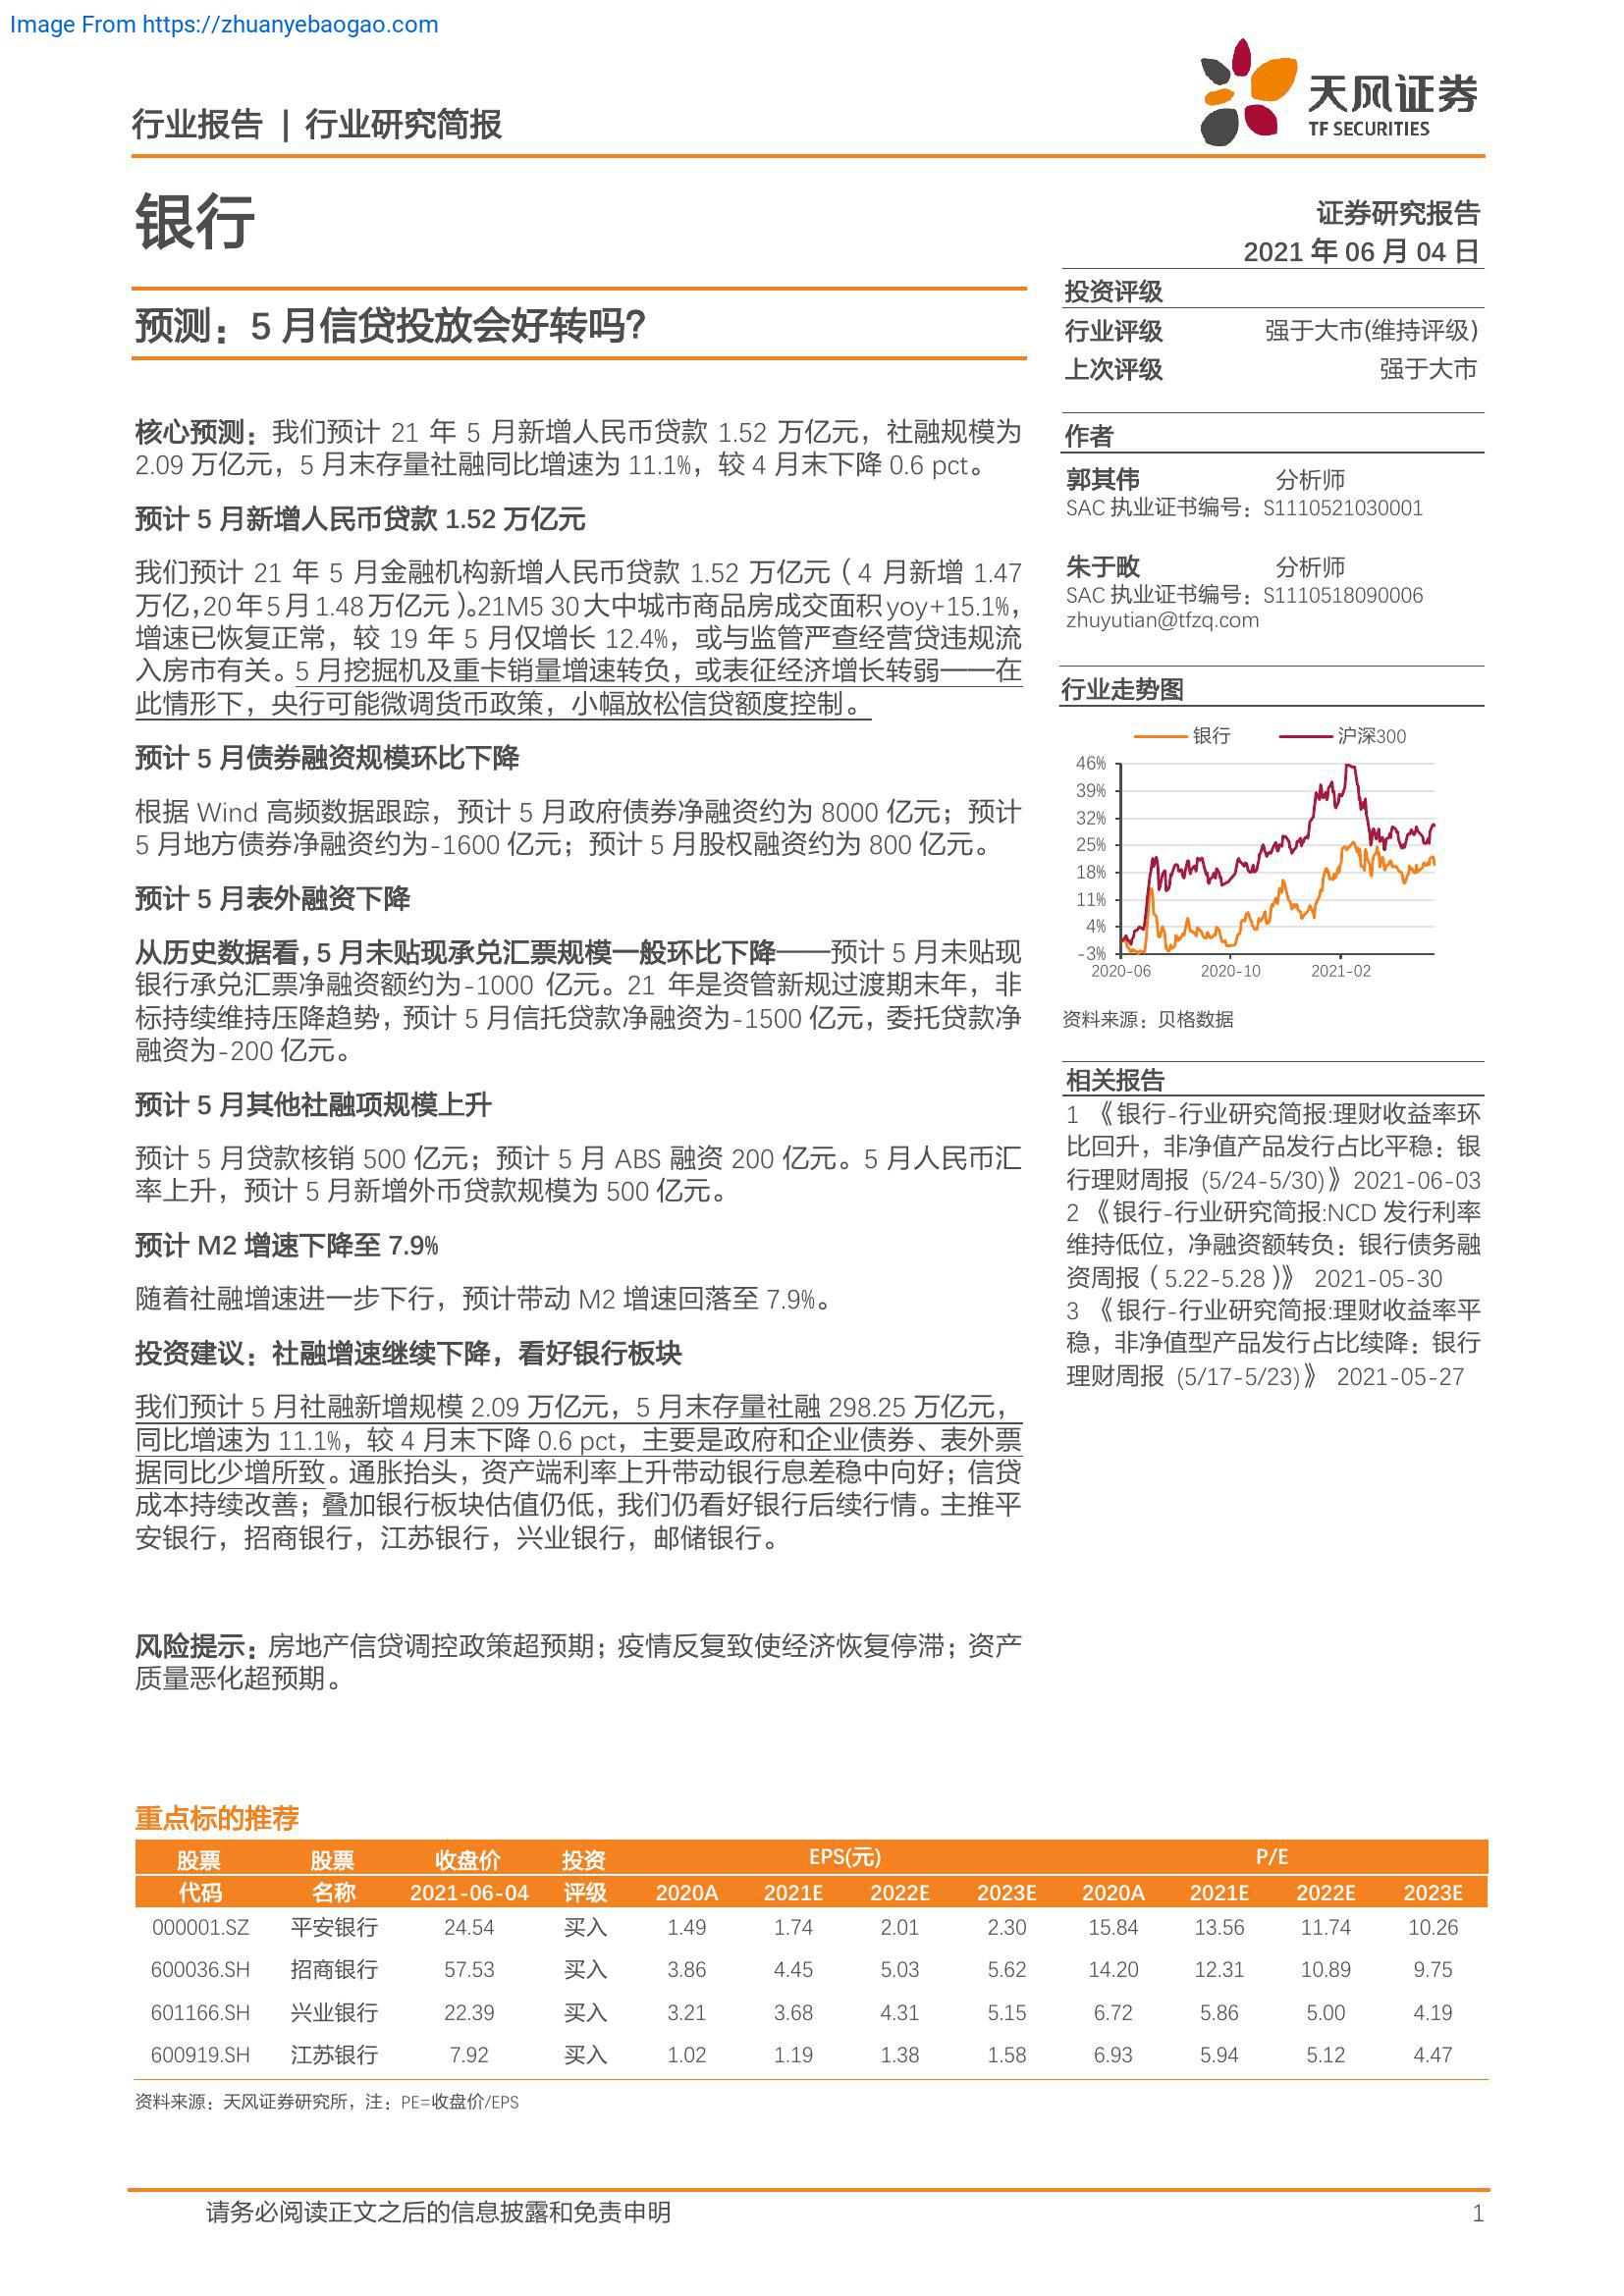 Image From https://zhuanyebaogao.com
天风证券
TF SECURITIES
行业报告 | 行业研究简报
银行
证券研究报告
2021 年 06 月 04 日
预测：5 月信贷投放会好转吗？
核心预测：我们预计 21 年 5 月新增人民币贷款 1.52 万亿元，社融规模为
2.09 万亿元，5 月末存量社融同比增速为 11.1%，较 4 月末下降 0.6 pct。
预计 5 月新增人民币贷款 1.52 万亿元
我们预计 21 年 5 月金融机构新增人民币贷款 1.52 万亿元（4 月新增 1.47
万亿，20 年 5 月 1.48 万亿元）。21M5 30 大中城市商品房成交面积 yoy+15.1%，
增速已恢复正常，较 19 年 5 月仅增长 12.4%，或与监管严查经营贷违规流
入房市有关。5 月挖掘机及重卡销量增速转负，或表征经济增长转弱——在
此情形下，央行可能微调货币政策，小幅放松信贷额度控制。
预计 5 月债券融资规模环比下降
根据 Wind 高频数据跟踪，预计 5 月政府债券净融资约为 8000 亿元；预计
5 月地方债券净融资约为-1600 亿元；预计 5 月股权融资约为 800 亿元。
预计 5 月表外融资下降
从历史数据看，5 月未贴现承兑汇票规模一般环比下降——预计 5 月未贴现
银行承兑汇票净融资额约为-1000 亿元。21 年是资管新规过渡期末年，非
标持续维持压降趋势，预计 5 月信托贷款净融资为-1500 亿元，委托贷款净
融资为-200 亿元。
预计 5 月其他社融项规模上升
预计 5 月贷款核销 500 亿元；预计 5 月 ABS 融资 200 亿元。5 月人民币汇
率上升，预计 5 月新增外币贷款规模为 500 亿元。
预计 M2 增速下降至 7.9%
随着社融增速进一步下行，预计带动 M2 增速回落至 7.9%。
投资建议：社融增速继续下降，看好银行板块
我们预计 5 月社融新增规模 2.09 万亿元，5 月末存量社融 298.25 万亿元，
同比增速为 11.1%，较 4 月末下降 0.6 pct，主要是政府和企业债券、表外票
据同比少增所致。通胀抬头，资产端利率上升带动银行息差稳中向好；信贷
成本持续改善；叠加银行板块估值仍低，我们仍看好银行后续行情。主推平
安银行，招商银行，江苏银行，兴业银行，邮储银行。
风险提示：房地产信贷调控政策超预期；疫情反复致使经济恢复停滞；资产
质量恶化超预期。
投资评级
行业评级 强于大市(维持评级)
上次评级 强于大市
作者
郭其伟 分析师
SAC 执业证书编号：S1110521030001
朱于畋 分析师
SAC 执业证书编号：S1110518090006
zhuyutian@tfzq.com
行业走势图
银行 沪深300
46%
39%
32%
25%
18%
11%
4%
-3%
2020-06 2020-10 2021-02
资料来源：贝格数据
相关报告
1 《银行-行业研究简报:理财收益率环
比回升，非净值产品发行占比平稳：银
行理财周报 (5/24-5/30)》 2021-06-03
2 《银行-行业研究简报:NCD 发行利率
维持低位，净融资额转负：银行债务融
资周报（5.22-5.28）》 2021-05-30
3 《银行-行业研究简报:理财收益率平
稳，非净值型产品发行占比续降：银行
理财周报 (5/17-5/23)》 2021-05-27
重点标的推荐
股票 股票 收盘价 投资 EPS(元) P/E
代码 名称 2021-06-04 评级 2020A 2021E 2022E 2023E 2020A 2021E 2022E 2023E
000001.SZ 平安银行 24.54 买入 1.49 1.74 2.01 2.30 15.84 13.56 11.74 10.26
600036.SH 招商银行 57.53 买入 3.86 4.45 5.03 5.62 14.20 12.31 10.89 9.75
601166.SH 兴业银行 22.39 买入 3.21 3.68 4.31 5.15 6.72 5.86 5.00 4.19
600919.SH 江苏银行 7.92 买入 1.02 1.19 1.38 1.58 6.93 5.94 5.12 4.47
资料来源：天风证券研究所，注：PE=收盘价/EPS
请务必阅读正文之后的信息披露和免责申明 1